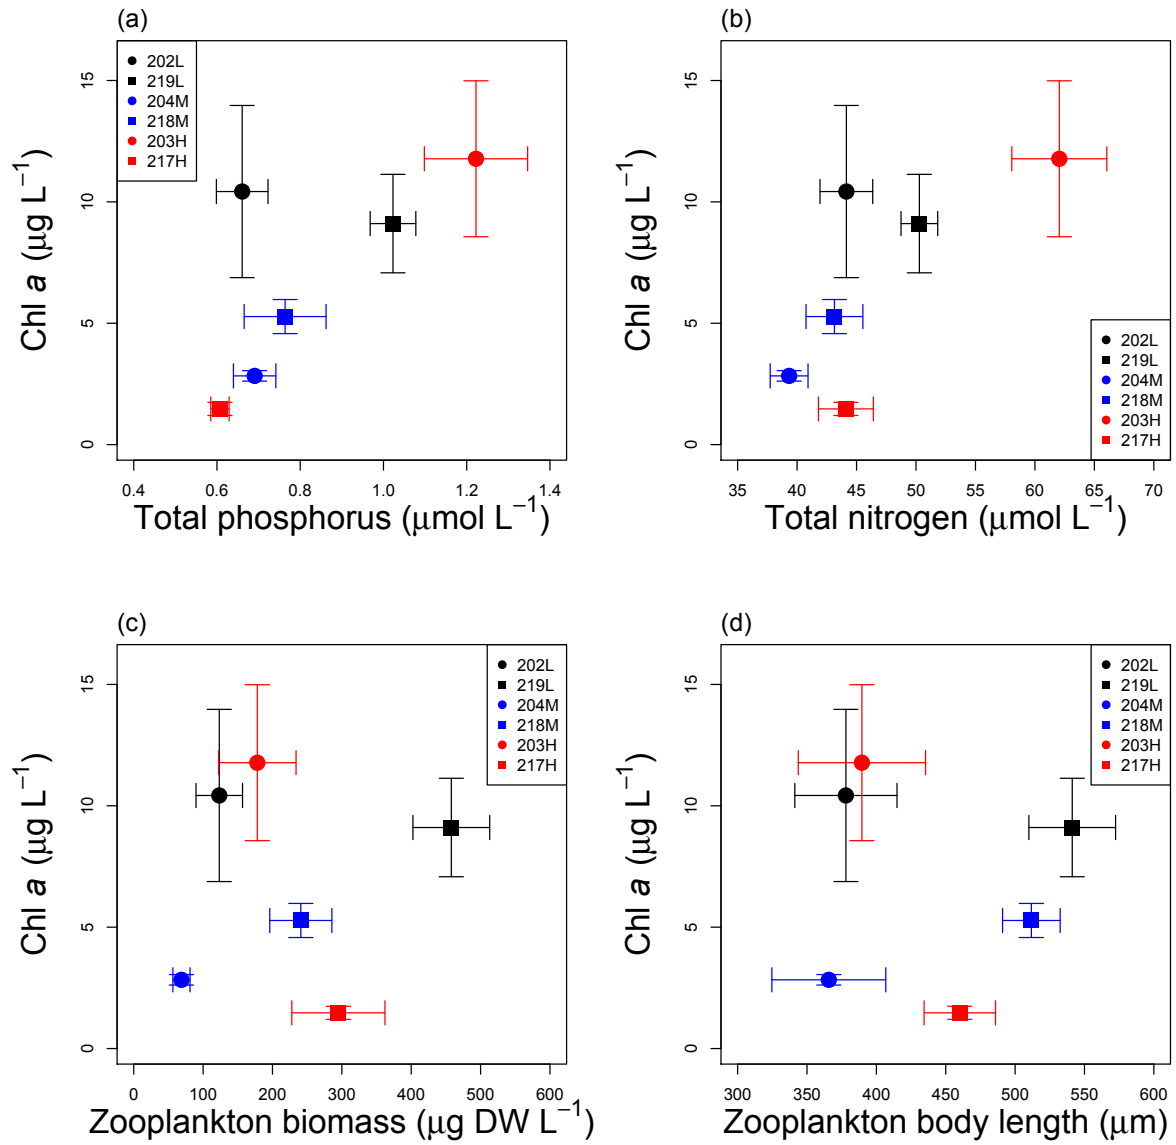 (a)
Chl a (μg L⁻¹)
15
10
5
0
202L
219L
204M
218M
203H
217H
0.4 0.6 0.8 1.0 1.2 1.4
Total phosphorus (μmol L⁻¹)
(b)
Chl a (μg L⁻¹)
15
10
5
0
202L
219L
204M
218M
203H
217H
35 40 45 50 55 60 65 70
Total nitrogen (μmol L⁻¹)
(c)
Chl a (μg L⁻¹)
15
10
5
0
202L
219L
204M
218M
203H
217H
0 100 200 300 400 500 600
Zooplankton biomass (μg DW L⁻¹)
(d)
Chl a (μg L⁻¹)
15
10
5
0
202L
219L
204M
218M
203H
217H
300 350 400 450 500 550 600
Zooplankton body length (μm)